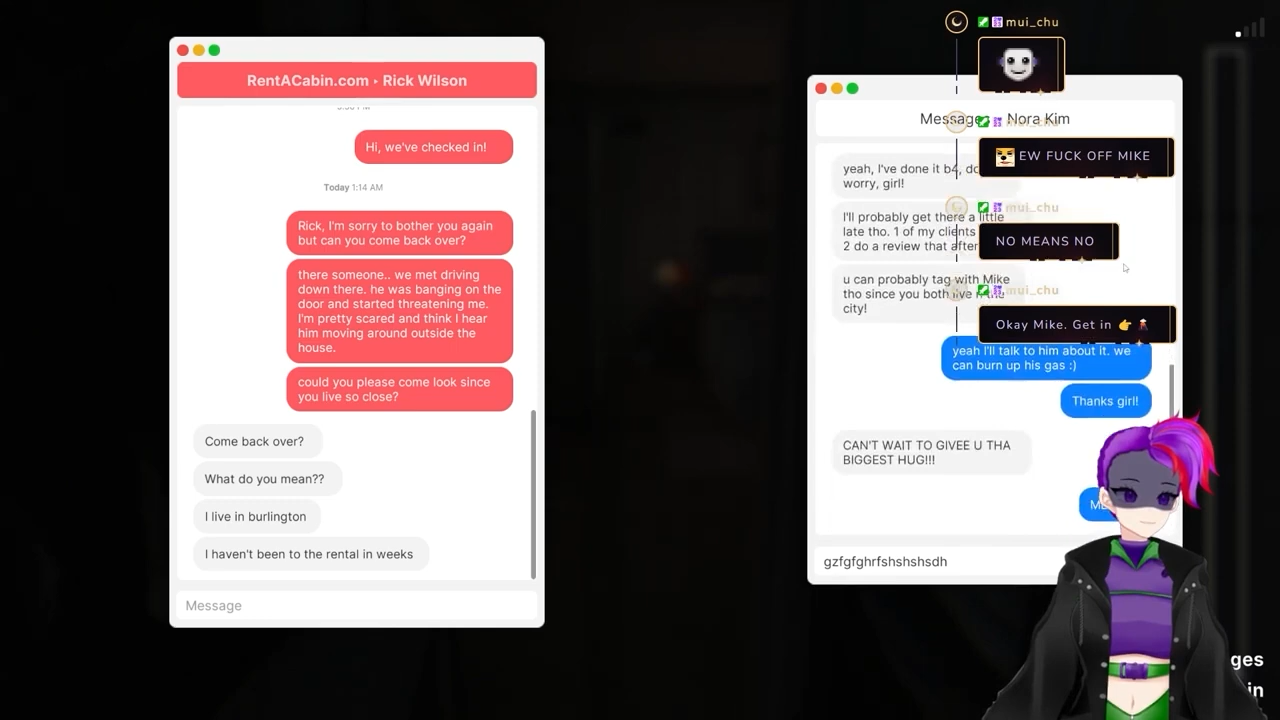 RentACabin.com ▸ Rick Wilson
Hi, we've checked in!
Today 1:14 AM
Rick, I'm sorry to bother you again
but can you come back over?
there someone.. we met driving
down there. he was banging on the
door and started threatening me.
I'm pretty scared and think I hear
him moving around outside the
house.
could you please come look since
you live so close?
Come back over?
What do you mean??
I live in burlington
I haven't been to the rental in weeks
Message
Nora Kim
yeah, I've done it b4,
worry, girl!
I'll probably get there a little
late tho. 1 of my clients
2 do a review that
u can probably tag with Mike
tho since you both
city!
yeah I'll talk to him about it. we
can burn up his gas :)
Thanks girl!
CAN'T WAIT TO GIVEE U THA
BIGGEST HUG!!!
gzfgfghrfshshshsdh
mui_chu
mui_chu
EW FUCK OFF MIKE
mui_chu
NO MEANS NO
mui_chu
Okay Mike. Get in 👉
ges
in